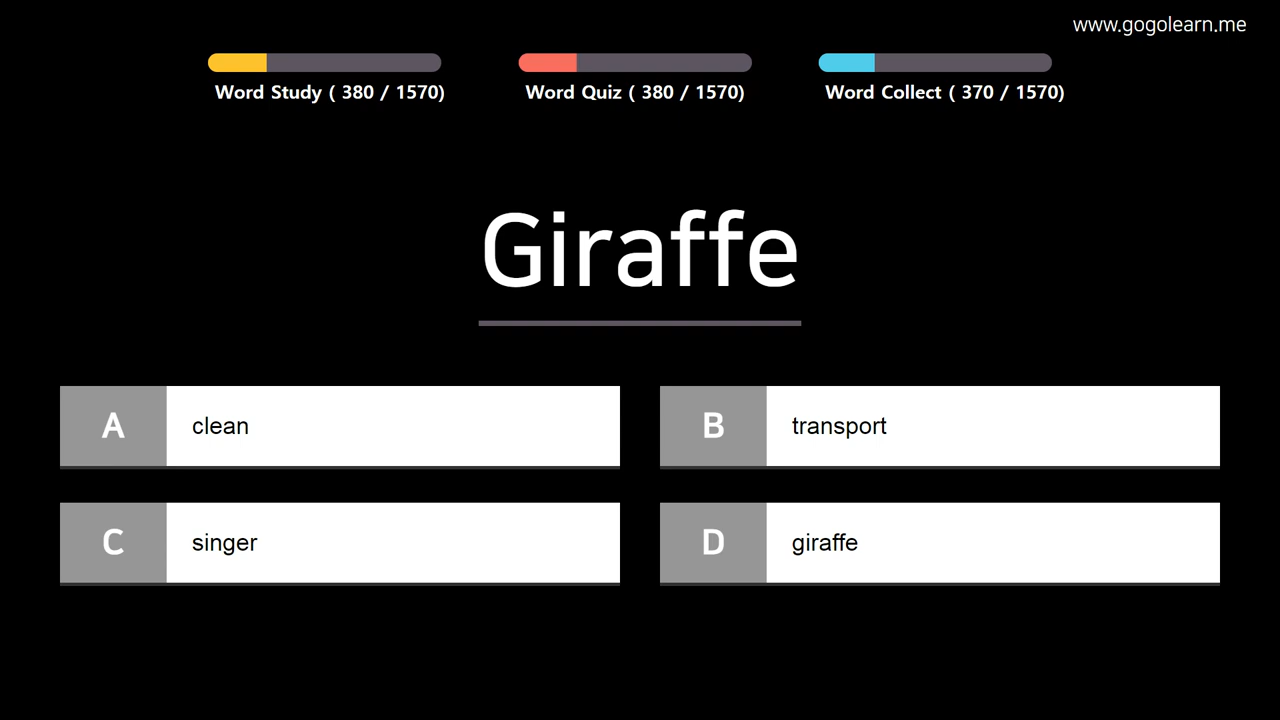 www.gogolearn.me
Word Study ( 380 / 1570)
Word Quiz ( 380 / 1570)
Word Collect ( 370 / 1570)
Giraffe
A clean
B transport
C singer
D giraffe